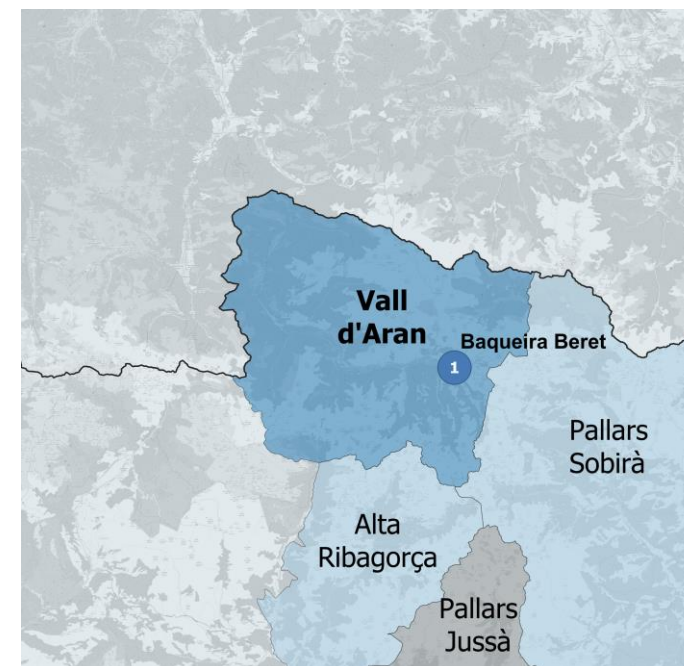 Vall
d'Aran
Baqueira Beret
1
Pallars
Sobirà
Alta
Ribagorça
Pallars
Jussà